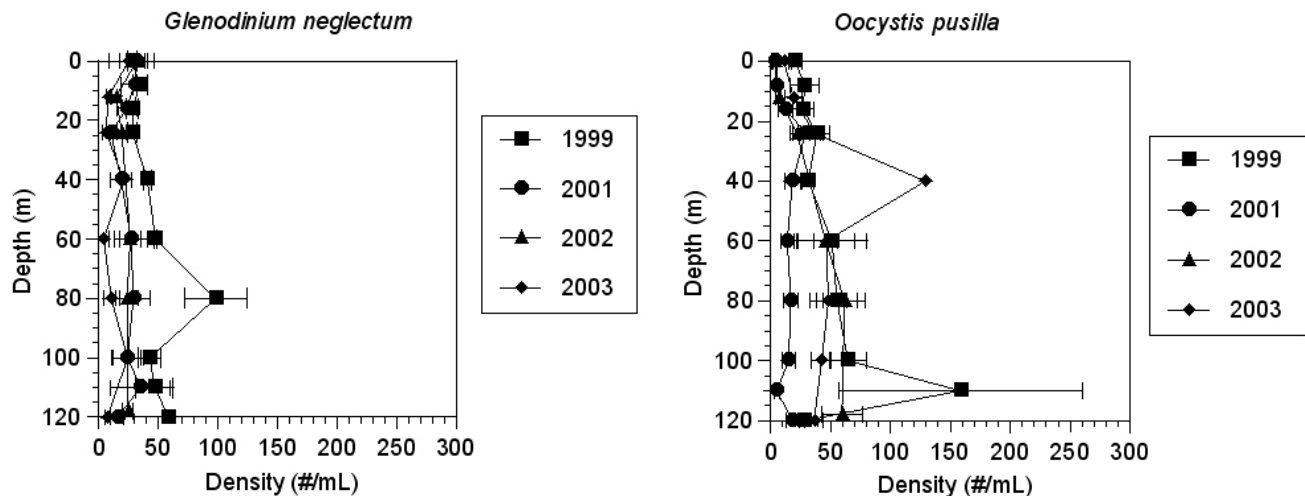 Glenodinium neglectum
0
20
40
60
80
100
120
Depth (m)
0 50 100 150 200 250 300
Density (#/mL)
1999
2001
2002
2003
Oocystis pusilla
0
20
40
60
80
100
120
Depth (m)
0 50 100 150 200 250 300
Density (#/mL)
1999
2001
2002
2003